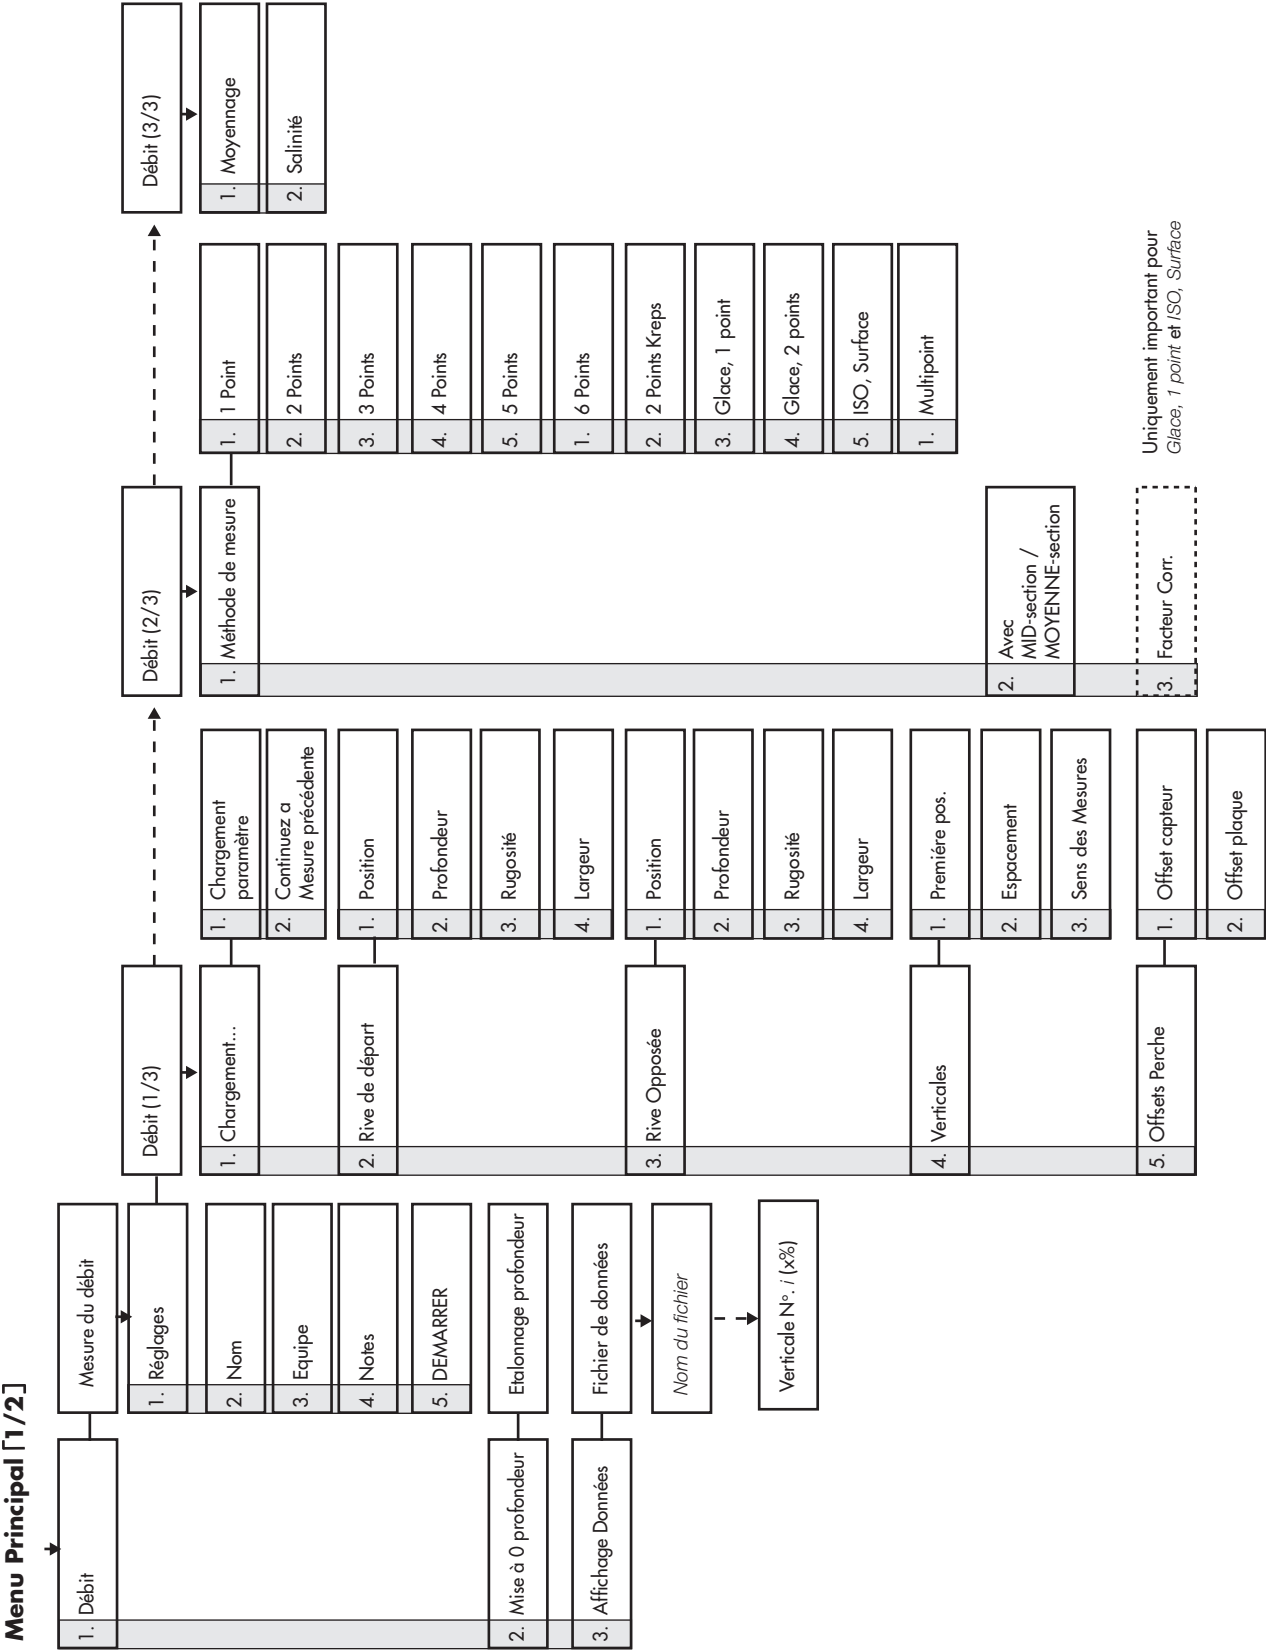 Menu Principal [1/2]
1. Débit
2. Mise à 0 profondeur
3. Affichage Données
Mesure du débit
1. Réglages
2. Nom
3. Equipe
4. Notes
5. DEMARRER
Etalonnage profondeur
Fichier de données
Nom du fichier
Verticale N°. i (x%)
Débit (1/3)
1. Chargement...
2. Rive de départ
3. Rive Opposée
4. Verticales
5. Offsets Perche
1. Chargement
paramètre
2. Continuez a
Mesure précédente
1. Position
2. Profondeur
3. Rugosité
4. Largeur
1. Position
2. Profondeur
3. Rugosité
4. Largeur
1. Premiére pos.
2. Espacement
3. Sens des Mesures
1. Offset capteur
2. Offset plaque
Débit (2/3)
1. Méthode de mesure
2. Avec
MID-section /
MOYENNE-section
3. Facteur Corr.
1. 1 Point
2. 2 Points
3. 3 Points
4. 4 Points
5. 5 Points
1. 6 Points
2. 2 Points Kreps
3. Glace, 1 point
4. Glace, 2 points
5. ISO, Surface
1. Multipoint
Uniquement important pour
Glace, 1 point et ISO, Surface
Débit (3/3)
1. Moyennage
2. Salinité